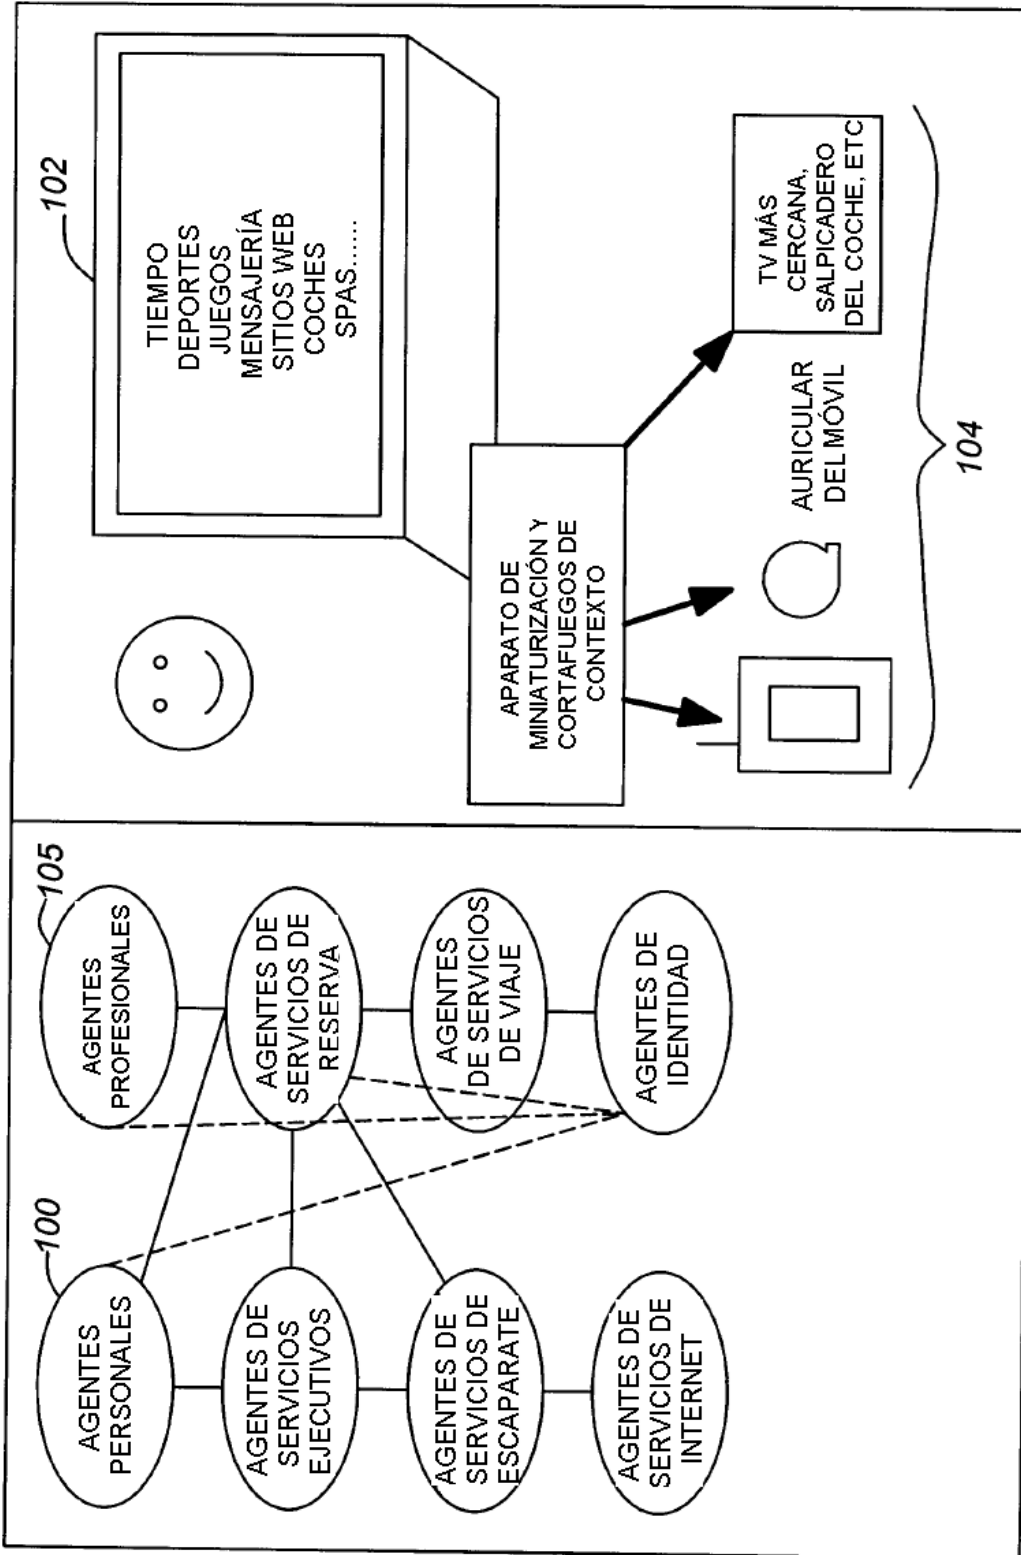 100
AGENTES
PERSONALES
AGENTES DE
SERVICIOS
EJECUTIVOS
AGENTES DE
SERVICIOS DE
ESCAPARATE
AGENTES DE
SERVICIOS DE
INTERNET
105
AGENTES
PROFESIONALES
AGENTES DE
SERVICIOS DE
RESERVA
AGENTES
DE SERVICIOS
DE VIAJE
AGENTES DE
IDENTIDAD
102
TIEMPO
DEPORTES
JUEGOS
MENSAJERÍA
SITIOS WEB
COCHES
SPAS......
APARATO DE
MINIATURIZACIÓN Y
CORTAFUEGOS DE
CONTEXTO
AURICULAR
DEL MÓVIL
TV MÁS
CERCANA,
SALPICADERO
DEL COCHE, ETC
104